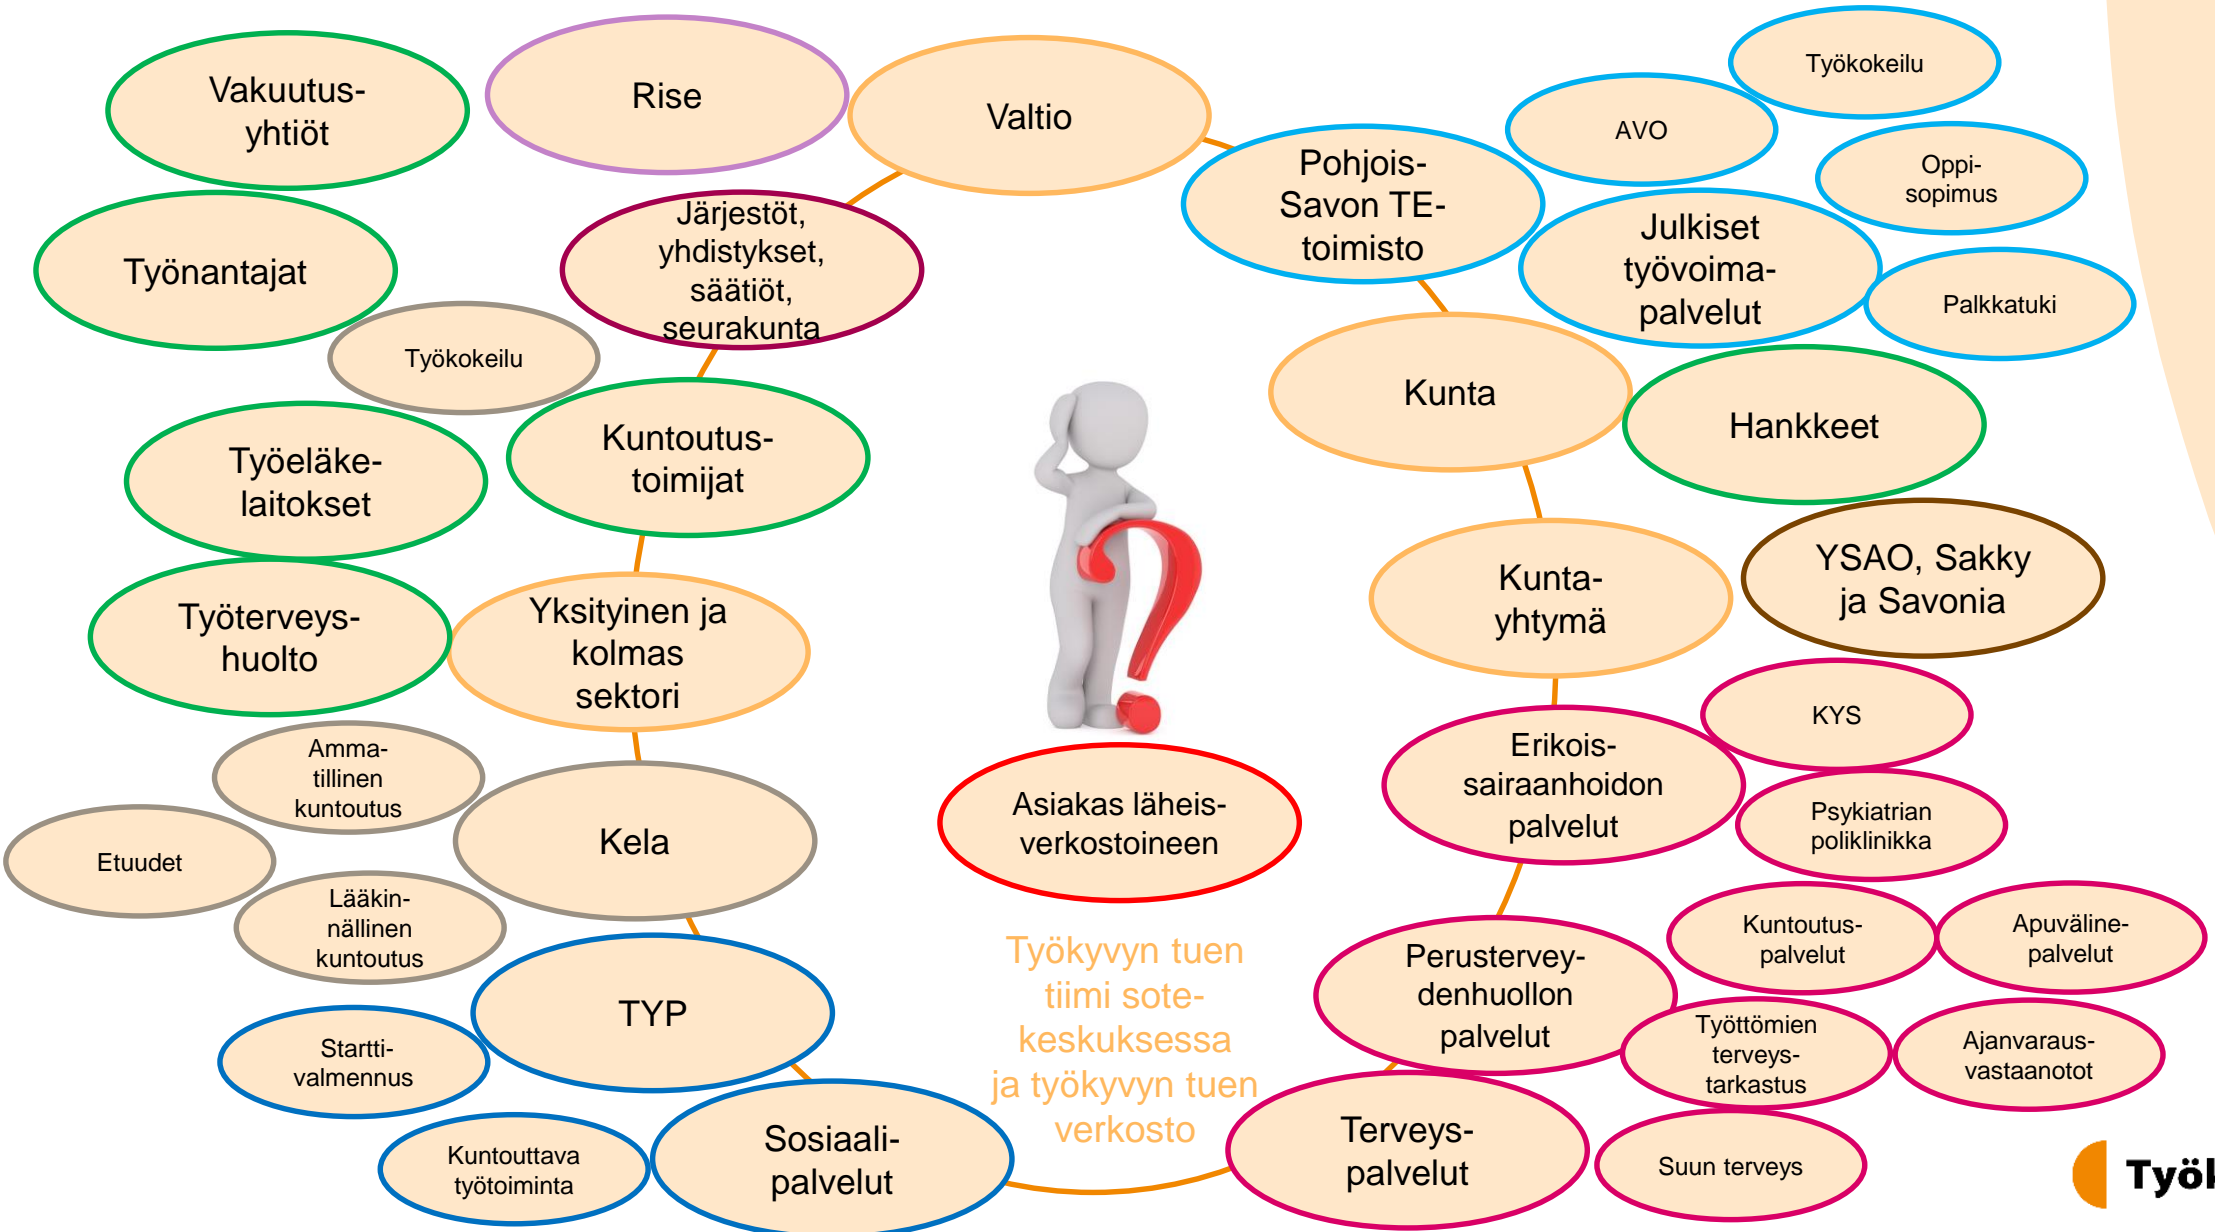 Vakuutus-
yhtiöt
Rise
Valtio
Työkokeilu
AVO
Pohjois-
Savon TE-
toimisto
Oppi-
sopimus
Julkiset
työvoima-
palvelut
Palkkatuki
Työnantajat
Järjestöt,
yhdistykset,
säätiöt,
seurakunta
Työkokeilu
Kunta
Hankkeet
Työeläke-
laitokset
Kuntoutus-
toimijat
YSAO, Sakky
ja Savonia
Kunta-
yhtymä
Työterveys-
huolto
Yksityinen ja
kolmas
sektori
KYS
Erikois-
sairaanhoidon
palvelut
Psykiatrian
poliklinikka
Amma-
tillinen
kuntoutus
Kela
Etuudet
Lääkin-
nällinen
kuntoutus
Asiakas läheis-
verkostoineen
Kuntoutus-
palvelut
Apuväline-
palvelut
Perustervey-
denhuollon
palvelut
Työttömien
terveys-
tarkastus
Ajanvaraus-
vastaanotot
TYP
Startti-
valmennus
Työkyvyn tuen
tiimi sote-
keskuksessa
ja työkyvyn tuen
verkosto
Kuntouttava
työtoiminta
Sosiaali-
palvelut
Terveys-
palvelut
Suun terveys
Työk